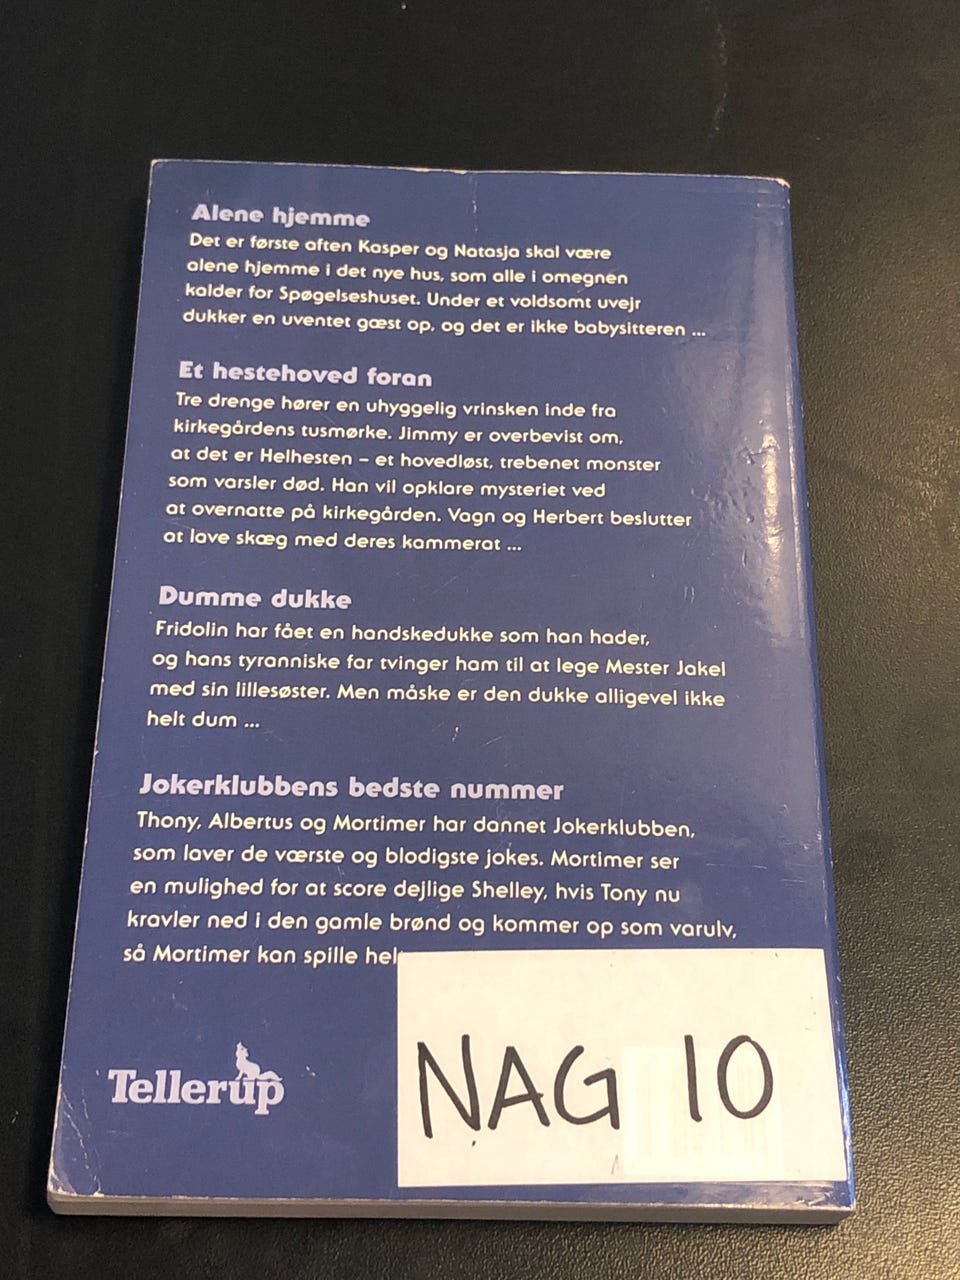 Alene hjemme
Det er første aften Kasper og Natasja skal være
alene hjemme i det nye hus, som alle i omegnen
kalder for Spøgelseshuset. Under et voldsomt uvejr
dukker en uventet gæst op, og det er ikke babysitteren ...
Et hestehoved foran
Tre drenge hører en uhyggelig vrinsken inde fra
kirkegårdens tusmørke. Jimmy er overbevist om,
at det er Helhesten – et hovedløst, trebenet monster
som varsler død. Han vil opklare mysteriet ved
at overnatte på kirkegården. Vagn og Herbert beslutter
at lave skæg med deres kammerat ...
Dumme dukke
Fridolin har fået en handskedukke som han hader,
og hans tyranniske far tvinger ham til at lege Mester Jakel
med sin lillesøster. Men måske er den dukke alligevel ikke
helt dum ...
Jokerklubbens bedste nummer
Thony, Albertus og Mortimer har dannet Jokerklubben,
som laver de værste og blodigste jokes. Mortimer ser
en mulighed for at score dejlige Shelley, hvis Tony nu
kravler ned i den gamle brønd og kommer op som varulv,
så Mortimer kan spille hel
Tellerup
NAG 10